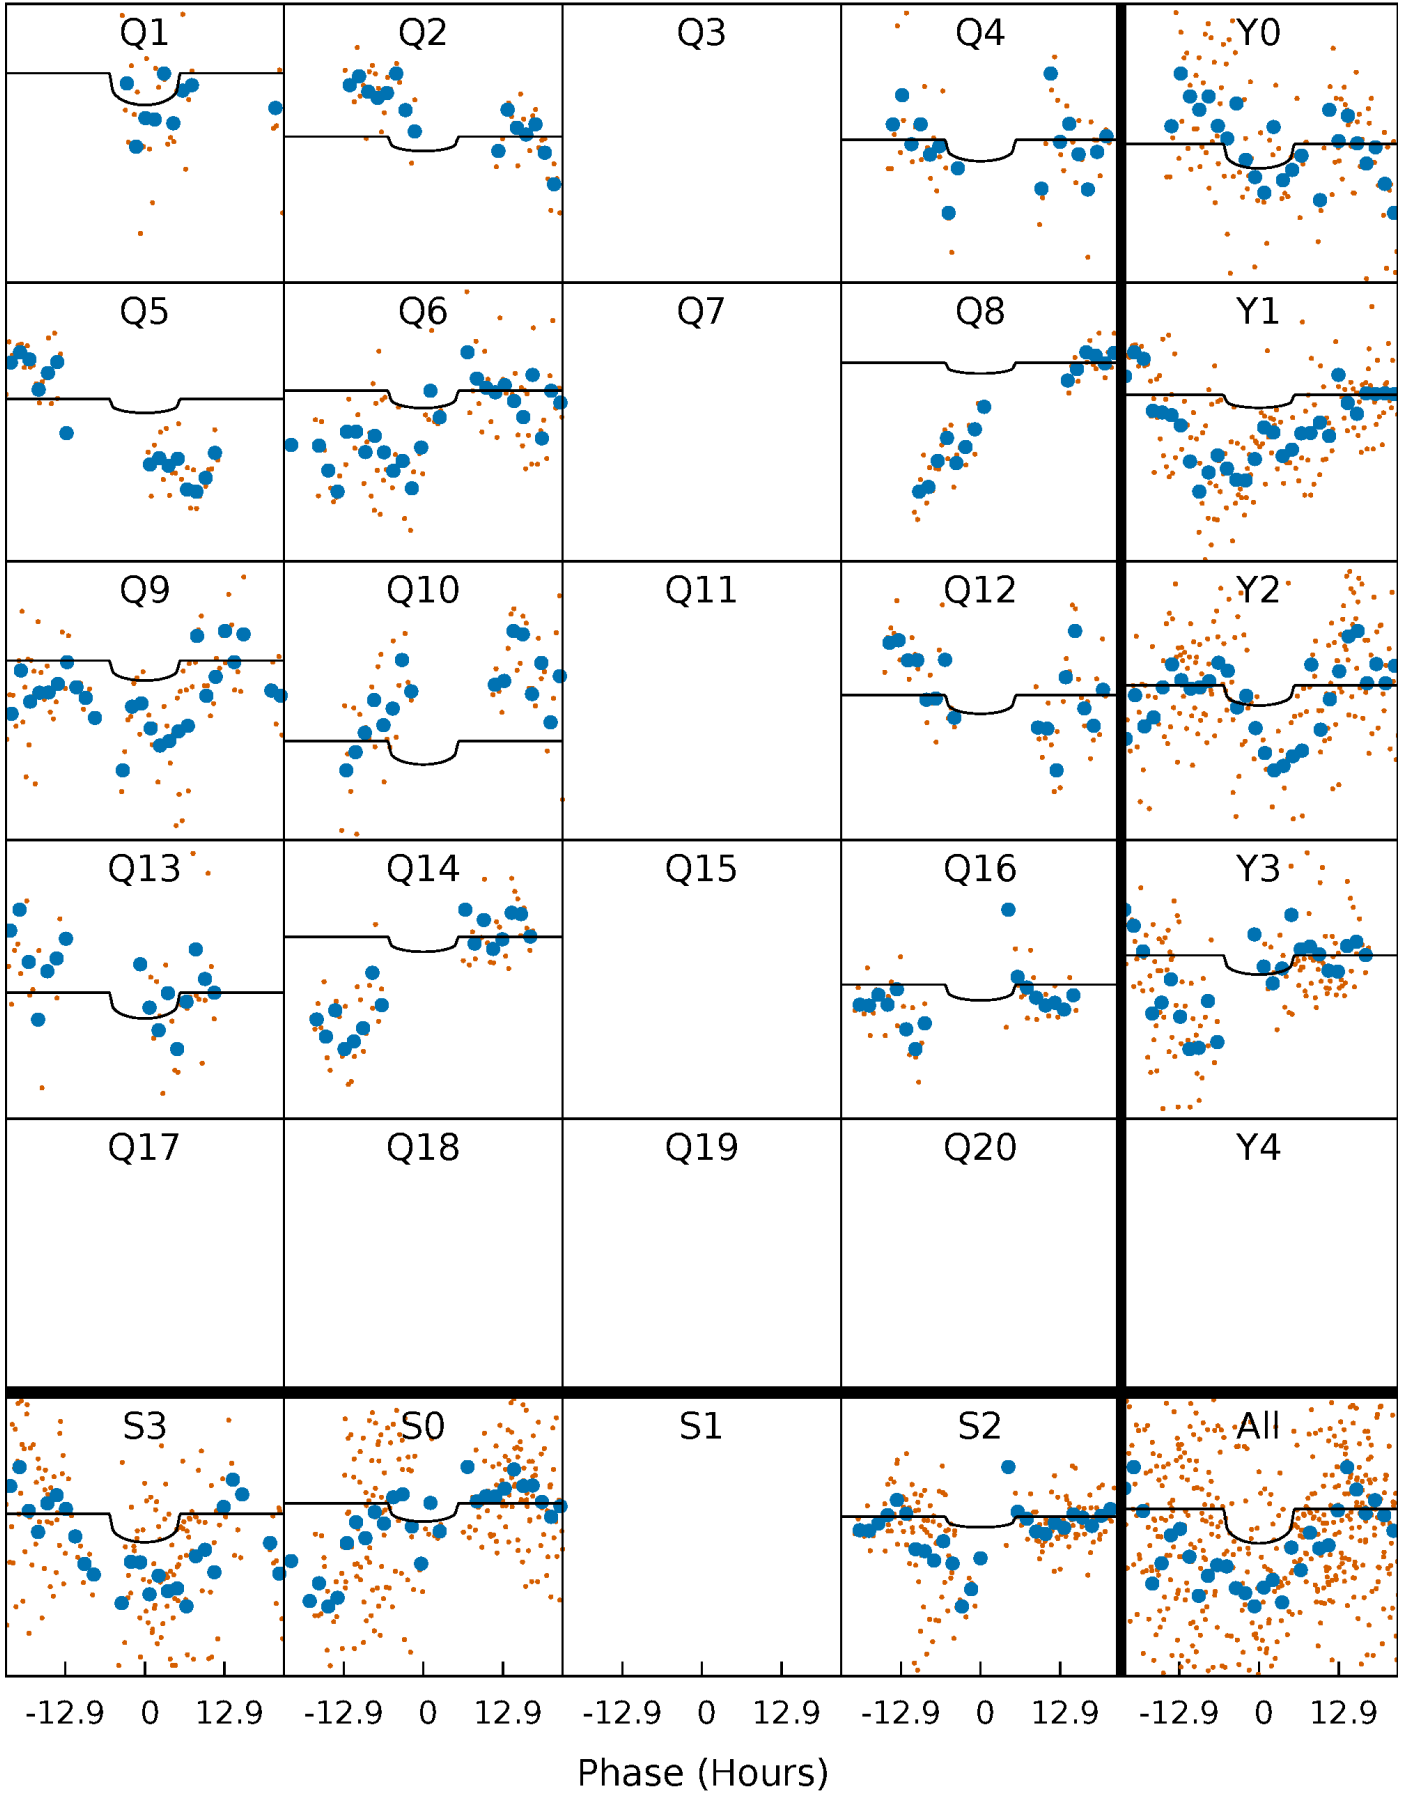 Q1 Q2 Q3 Q4 Y0
Q5 Q6 Q7 Q8 Y1
Q9 Q10 Q11 Q12 Y2
Q13 Q14 Q15 Q16 Y3
Q17 Q18 Q19 Q20 Y4
S3 S0 S1 S2 All
-12.9 0 12.9 -12.9 0 12.9 -12.9 0 12.9 -12.9 0 12.9 -12.9 0 12.9
Phase (Hours)